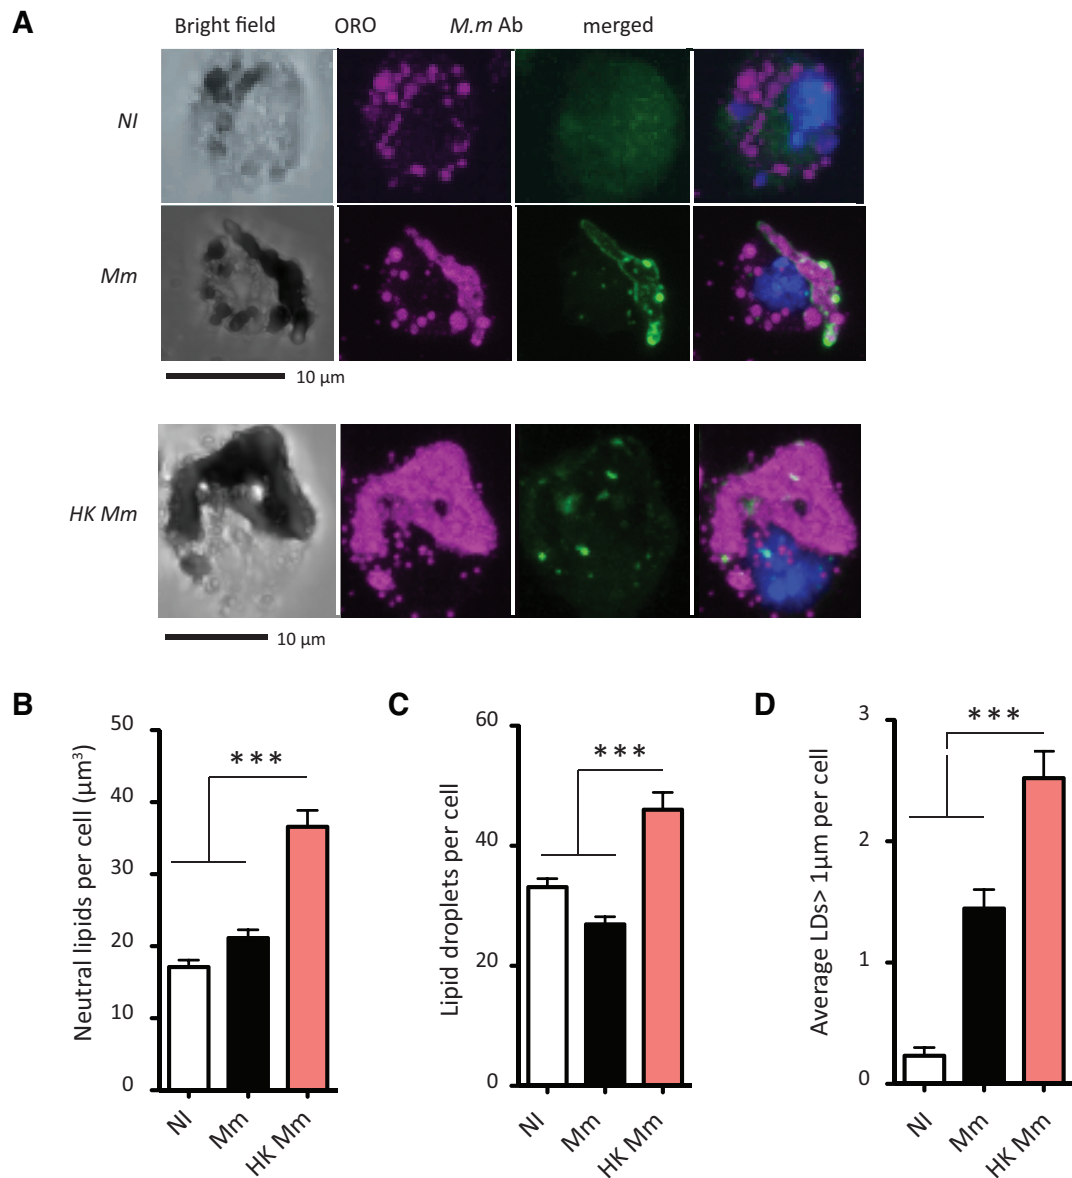 A
Bright field ORO M.m Ab merged
NI
Mm
10 μm
HK Mm
10 μm
B
Neutral lipids per cell (μm³)
50
40
30
20
10
0
***
NI Mm HK Mm
C
Lipid droplets per cell
60
40
20
0
***
NI Mm HK Mm
D
Average LDs> 1μm per cell
3
2
1
0
***
NI Mm HK Mm